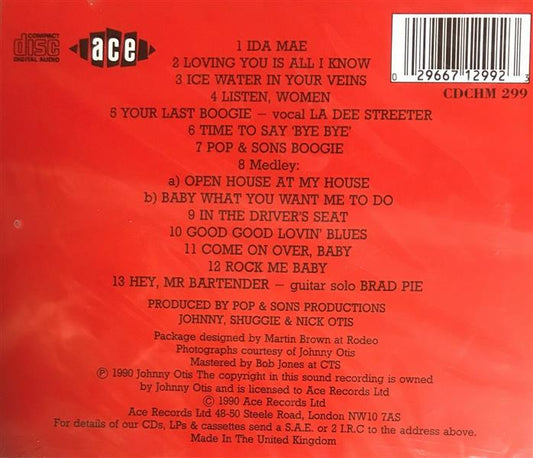 COMPACT
disc
DIGITAL AUDIO
ace
0 29667 12992 3
CDCHM 299
1 IDA MAE
2 LOVING YOU IS ALL I KNOW
3 ICE WATER IN YOUR VEINS
4 LISTEN, WOMEN
5 YOUR LAST BOOGIE – vocal LA DEE STREETER
6 TIME TO SAY 'BYE BYE'
7 POP & SONS BOOGIE
8 Medley:
a) OPEN HOUSE AT MY HOUSE
b) BABY WHAT YOU WANT ME TO DO
9 IN THE DRIVER'S SEAT
10 GOOD GOOD LOVIN' BLUES
11 COME ON OVER, BABY
12 ROCK ME BABY
13 HEY, MR BARTENDER – guitar solo BRAD PIE
PRODUCED BY POP & SONS PRODUCTIONS
JOHNNY, SHUGGIE & NICK OTIS
Package designed by Martin Brown at Rodeo
Photographs courtesy of Johnny Otis
Mastered by Bob Jones at CTS
Ⓟ 1990 Johnny Otis The copyright in this sound recording is owned
by Johnny Otis and is licensed to Ace Records Ltd
© 1990 Ace Records Ltd
Ace Records Ltd 48-50 Steele Road, London NW10 7AS
For details of our CDs, LPs & cassettes send a S.A.E. or 2 I.R.C to the address above.
Made In The United Kingdom